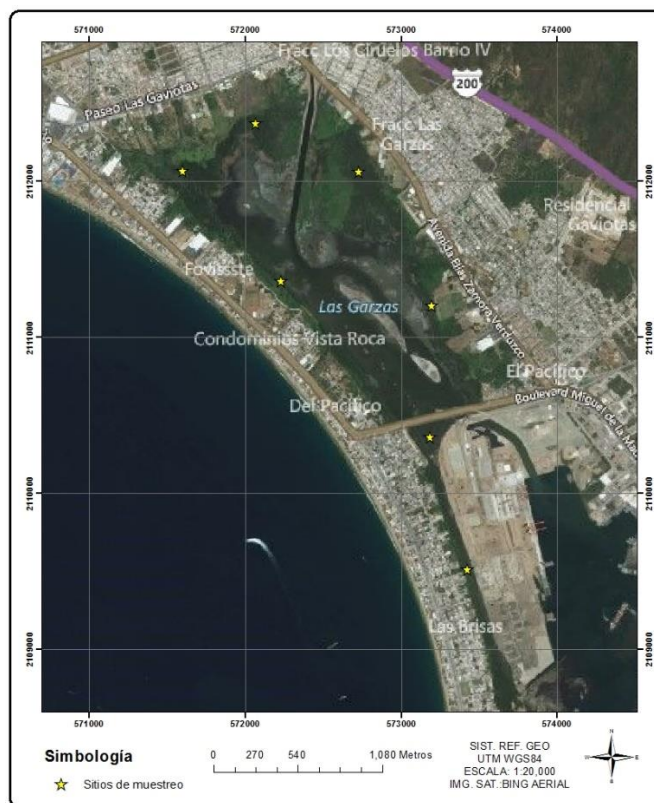 571000 572000 573000 574000
Fracc Los Ciruelos Barrio IV
200
Paseo Las Gaviotas
Fracc Las
Garzas
2112000 2112000
Residencial
Gaviotas
Avenida Blas Zamora Verduzco
Fovissste
Las Garzas
2111000 2111000
Condominios Vista Roca
El Pacífico
Boulevard Miguel de la Mad
Del Pacífico
2110000 2110000
Las Brisas
2109000 2109000
571000 572000 573000 574000
Simbología
Sitios de muestreo
0 270 540 1,080 Metros
SIST. REF. GEO
UTM WGS84
ESCALA: 1:20,000
IMG. SAT.:BING AERIAL
N
W E
S